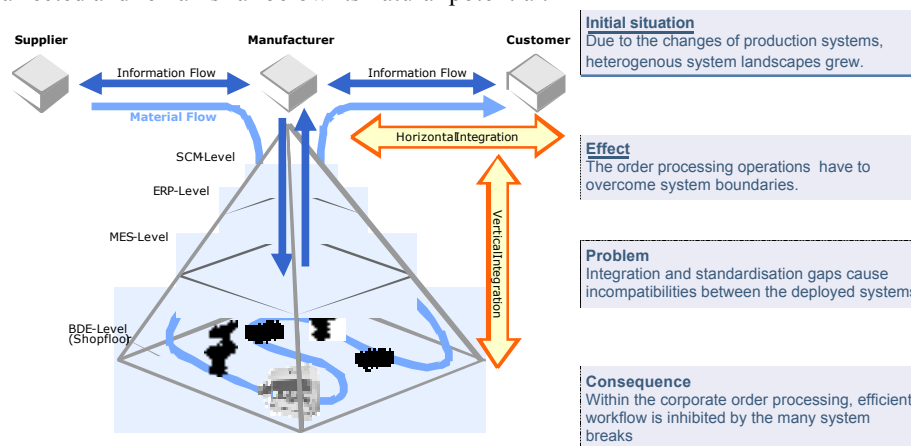 Supplier
Manufacturer
Customer
Information Flow
Information Flow
Material Flow
HorizontalIntegration
SCM-Level
ERP-Level
MES-Level
BDE-Level
(Shopfloor)
VerticalIntegration
Initial situation
Due to the changes of production systems,
heterogenous system landscapes grew.
Effect
The order processing operations have to
overcome system boundaries.
Problem
Integration and standardisation gaps cause
incompatibilities between the deployed systems
Consequence
Within the corporate order processing, efficient
workflow is inhibited by the many system
breaks